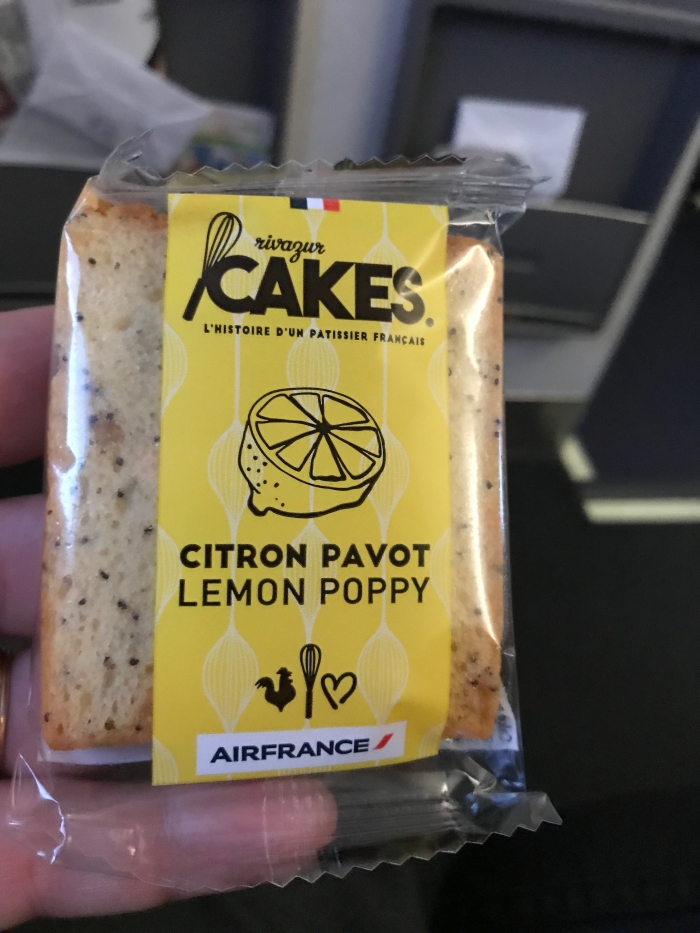 rivazur
CAKES.
L'HISTOIRE D'UN PATISSIER FRANÇAIS
CITRON PAVOT
LEMON POPPY
AIRFRANCE